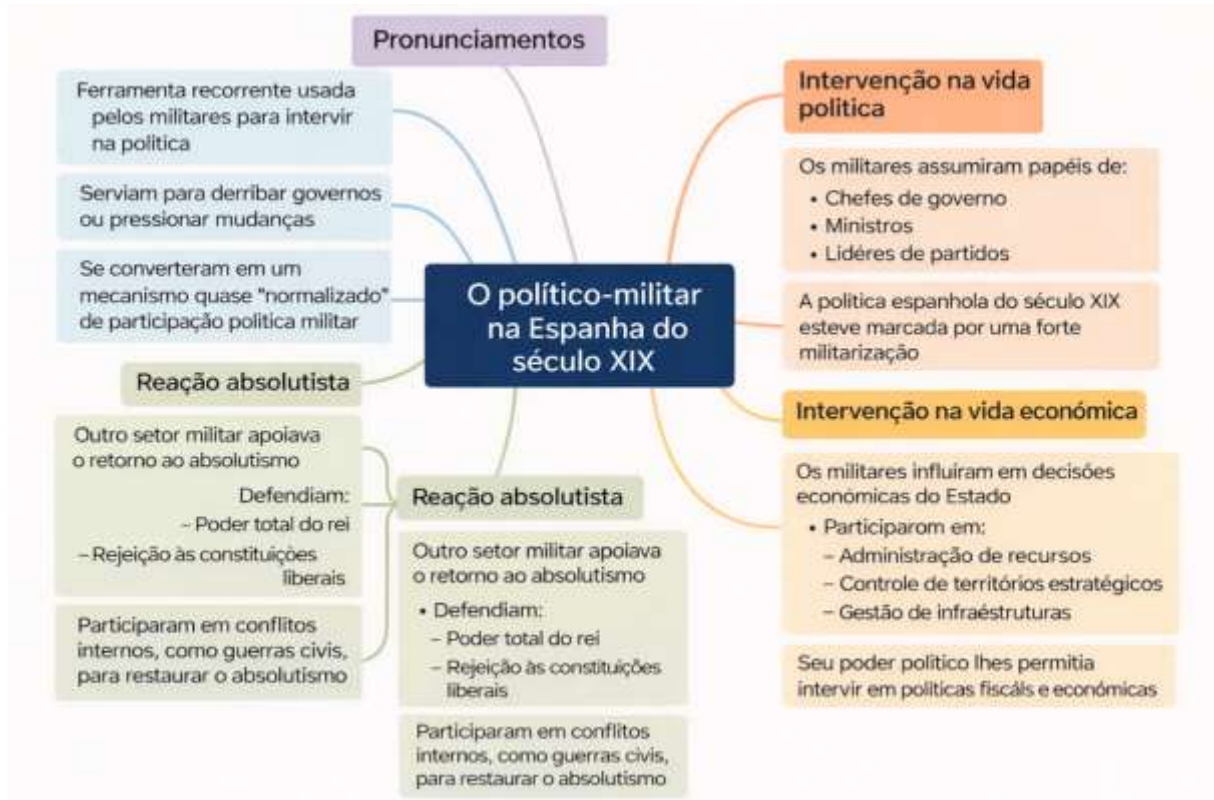 Pronunciamentos
Ferramenta recorrente usada
pelos militares para intervir
na política
Serviam para derribar governos
ou pressionar mudanças
Se converteram em um
mecanismo quase "normalizado"
de participação politica militar
Reação absolutista
Outro setor militar apoiava
o retorno ao absolutismo
Defendiam:
– Poder total do rei
– Rejeição às constituições
liberais
Participaram em conflitos
internos, como guerras civis,
para restaurar o absolutismo
O político-militar
na Espanha do
século XIX
Reação absolutista
Outro setor militar apoiava
o retorno ao absolutismo
• Defendiam:
– Poder total do rei
– Rejeição às constituições
liberais
Participaram em conflitos
internos, como guerras civis,
para restaurar o absolutismo
Intervenção na vida
politica
Os militares assumiram papéis de:
• Chefes de governo
• Ministros
• Lidéres de partidos
A política espanhola do século XIX
esteve marcada por uma forte
militarização
Intervenção na vida económica
Os militares influíram em decisões
económicas do Estado
• Participarom em:
– Administração de recursos
– Controle de territórios estratégicos
– Gestão de infraéstruturas
Seu poder político lhes permitia
intervir em políticas fiscáls e económicas